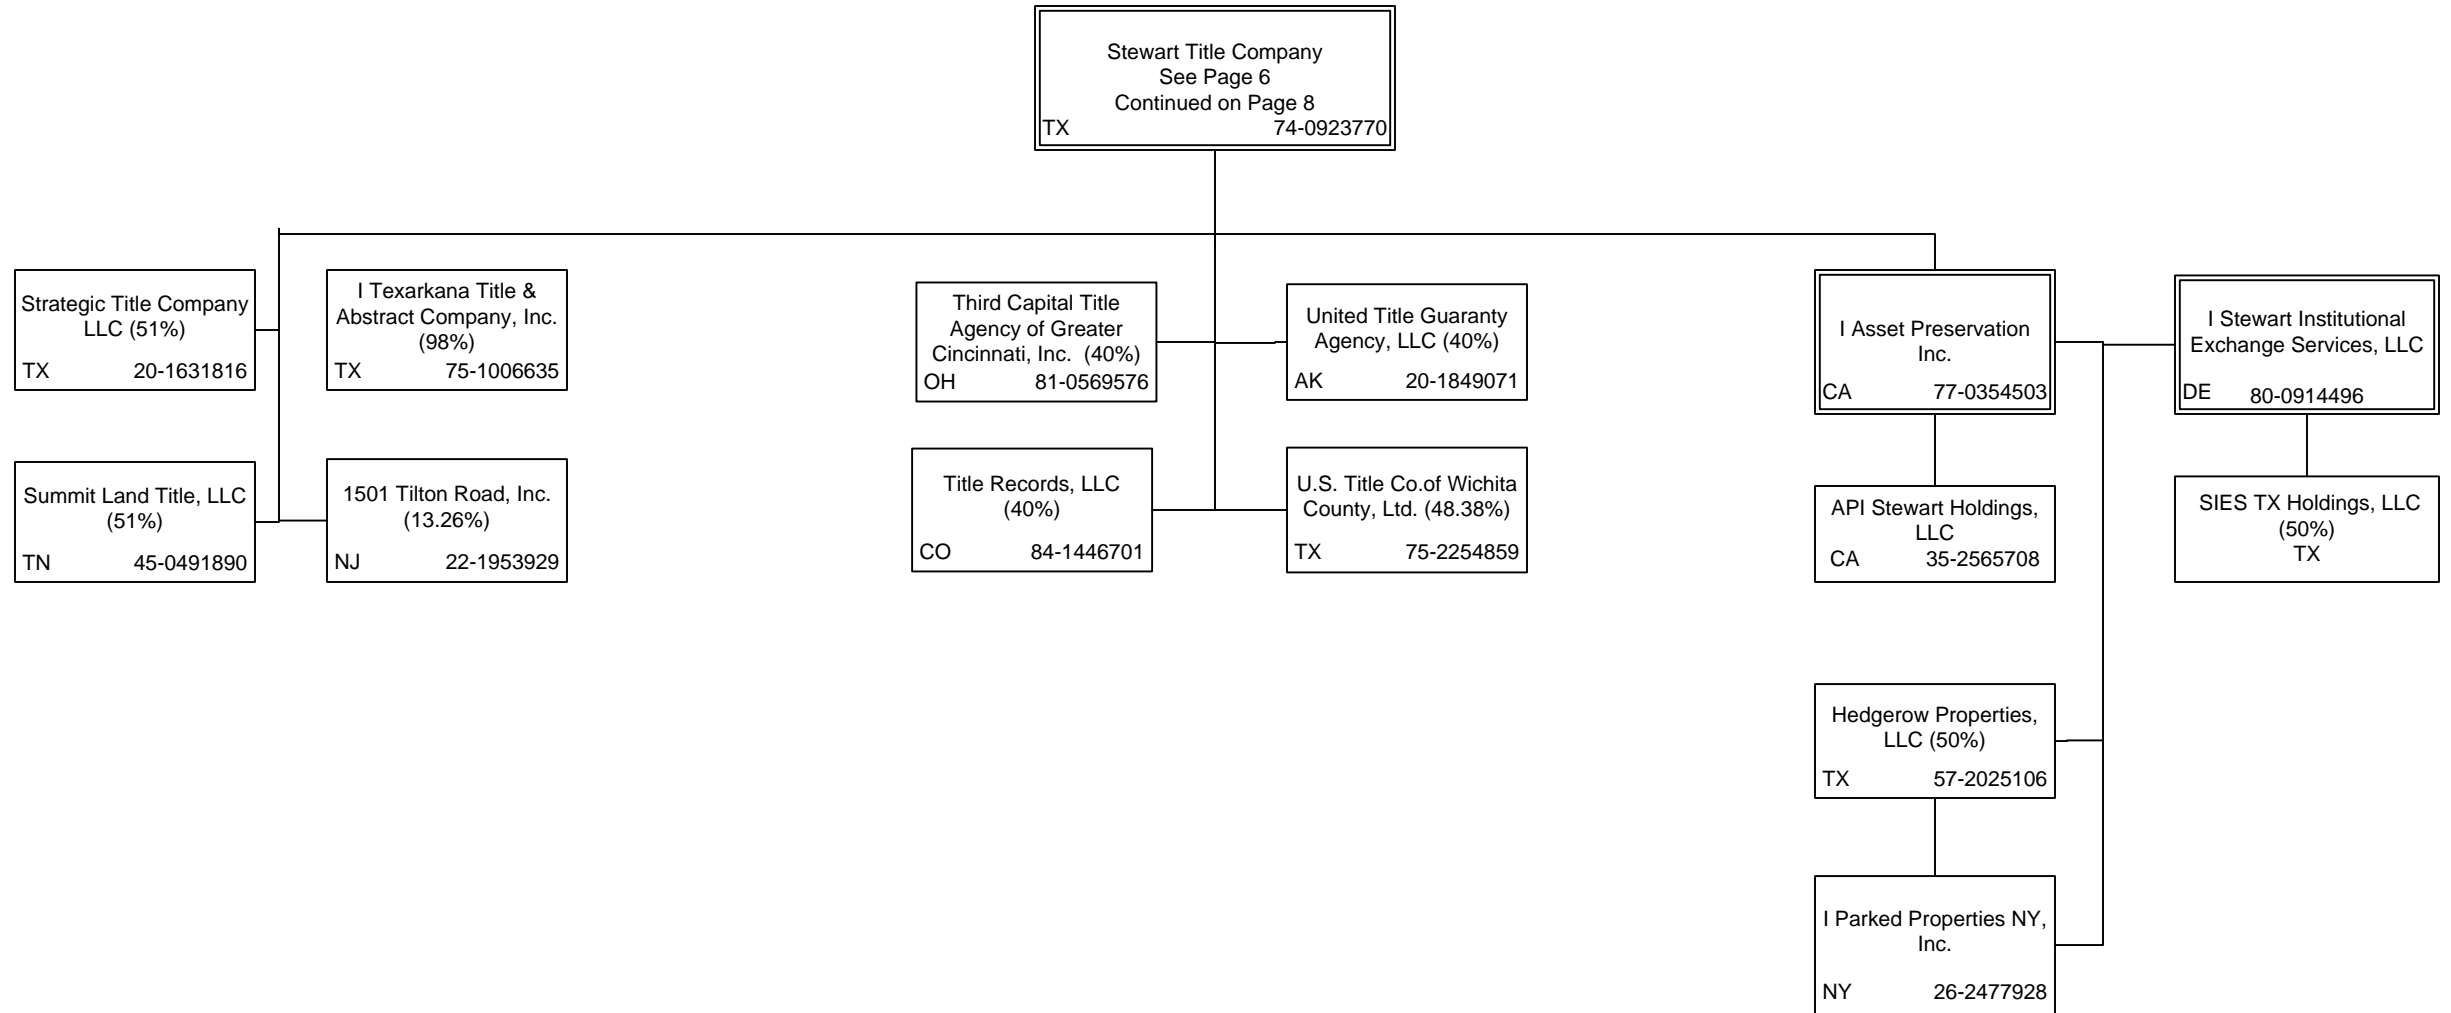 Stewart Title Company
See Page 6
Continued on Page 8
TX 74-0923770
Strategic Title Company
LLC (51%)
TX 20-1631816
I Texarkana Title &
Abstract Company, Inc.
(98%)
TX 75-1006635
Third Capital Title
Agency of Greater
Cincinnati, Inc. (40%)
OH 81-0569576
United Title Guaranty
Agency, LLC (40%)
AK 20-1849071
I Asset Preservation
Inc.
CA 77-0354503
I Stewart Institutional
Exchange Services, LLC
DE 80-0914496
Summit Land Title, LLC
(51%)
TN 45-0491890
1501 Tilton Road, Inc.
(13.26%)
NJ 22-1953929
Title Records, LLC
(40%)
CO 84-1446701
U.S. Title Co.of Wichita
County, Ltd. (48.38%)
TX 75-2254859
API Stewart Holdings,
LLC
CA 35-2565708
SIES TX Holdings, LLC
(50%)
TX
Hedgerow Properties,
LLC (50%)
TX 57-2025106
I Parked Properties NY,
Inc.
NY 26-2477928